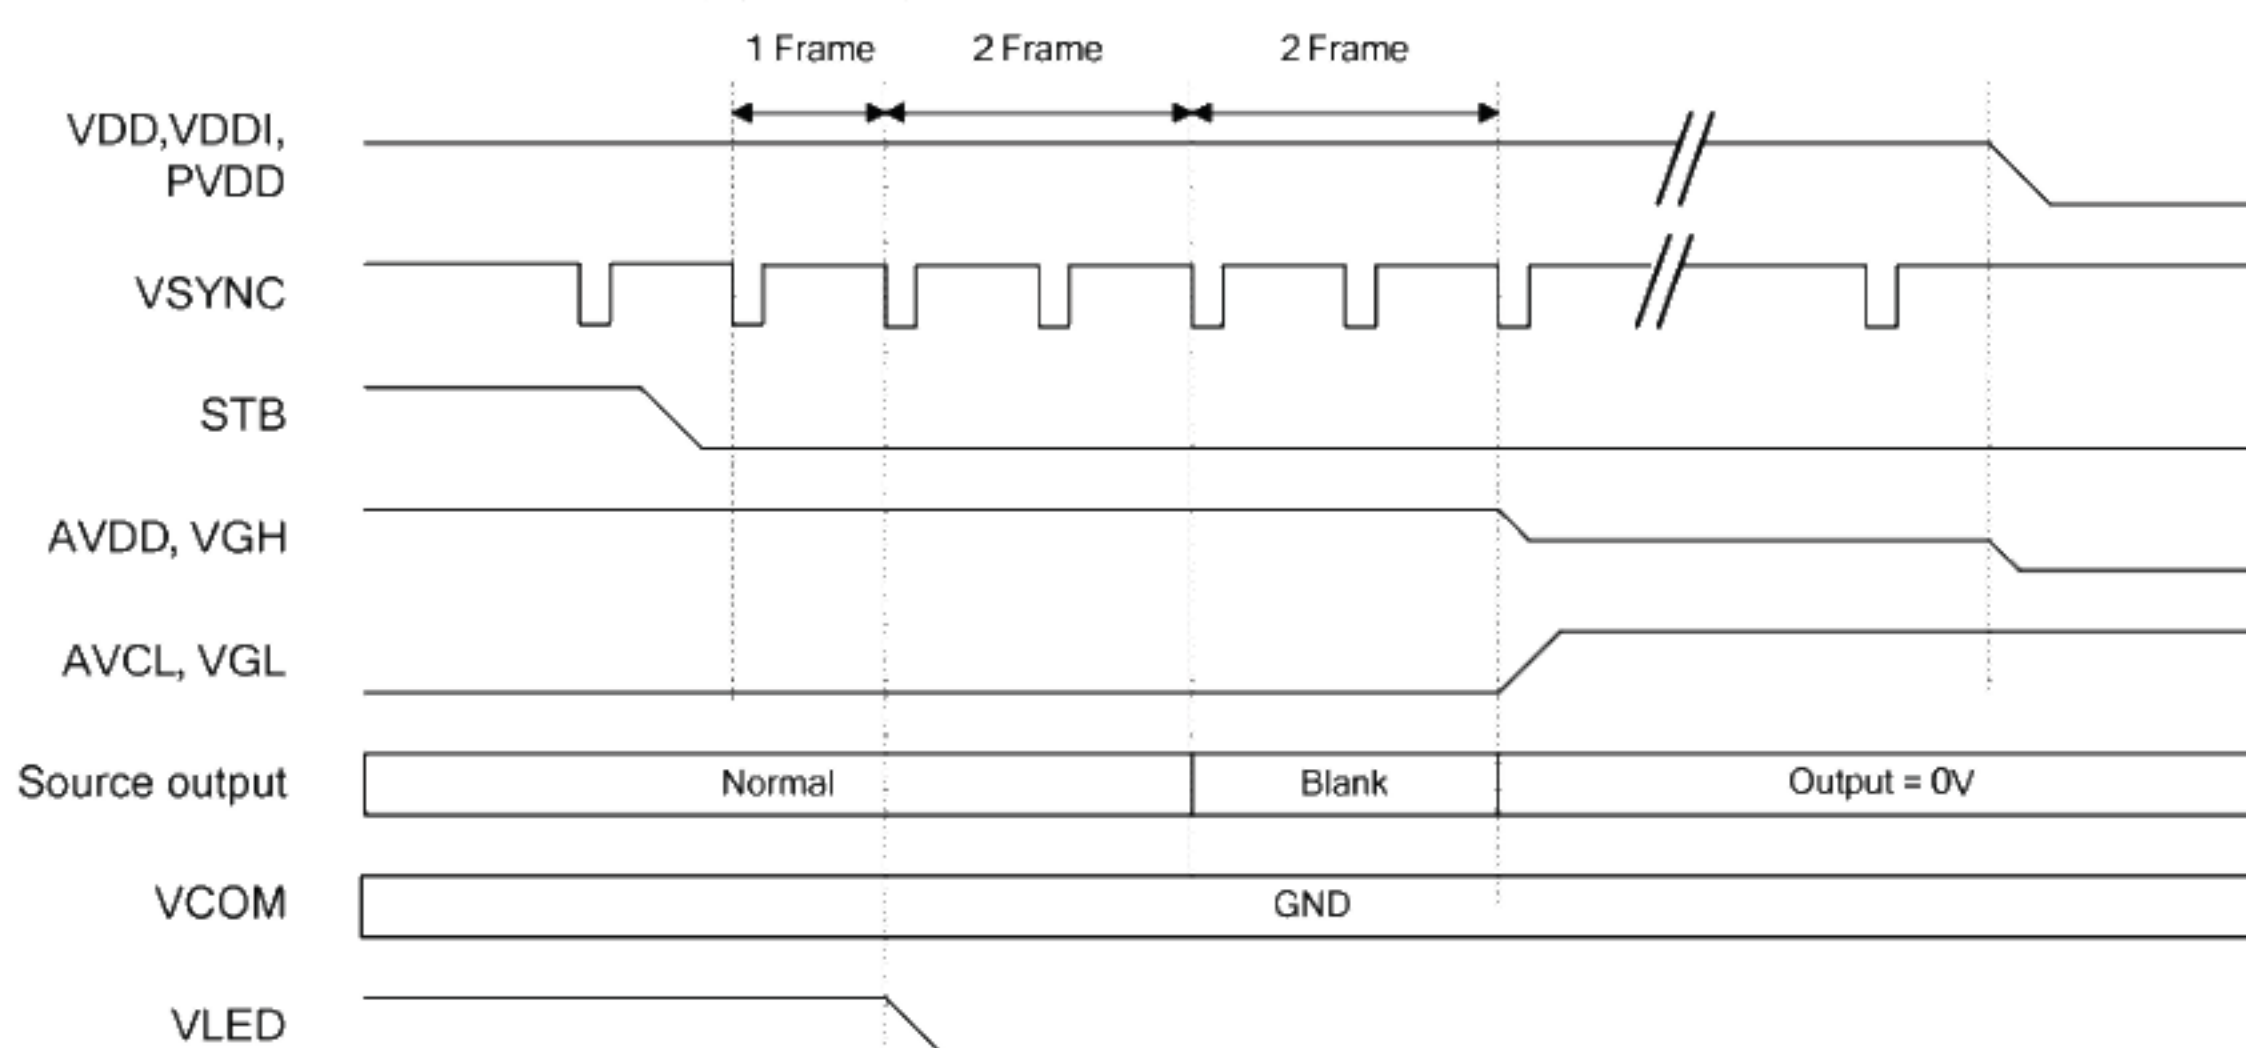 1 Frame 2 Frame 2 Frame
VDD,VDDI,
PVDD
VSYNC
STB
AVDD, VGH
AVCL, VGL
Source output Normal Blank Output = 0V
VCOM GND
VLED